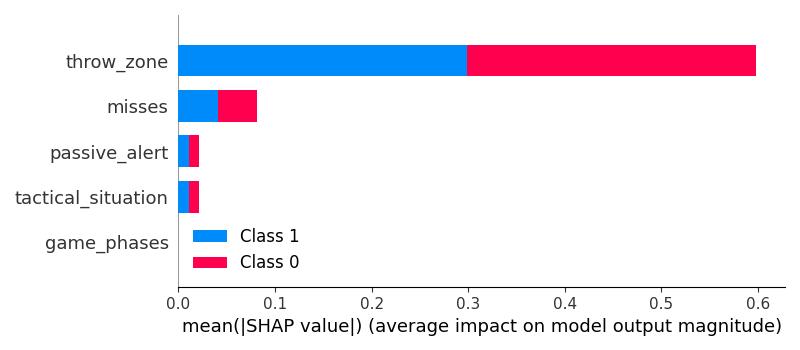 throw_zone
misses
passive_alert
tactical_situation
game_phases
Class 1
Class 0
0.0 0.1 0.2 0.3 0.4 0.5 0.6
mean(|SHAP value|) (average impact on model output magnitude)